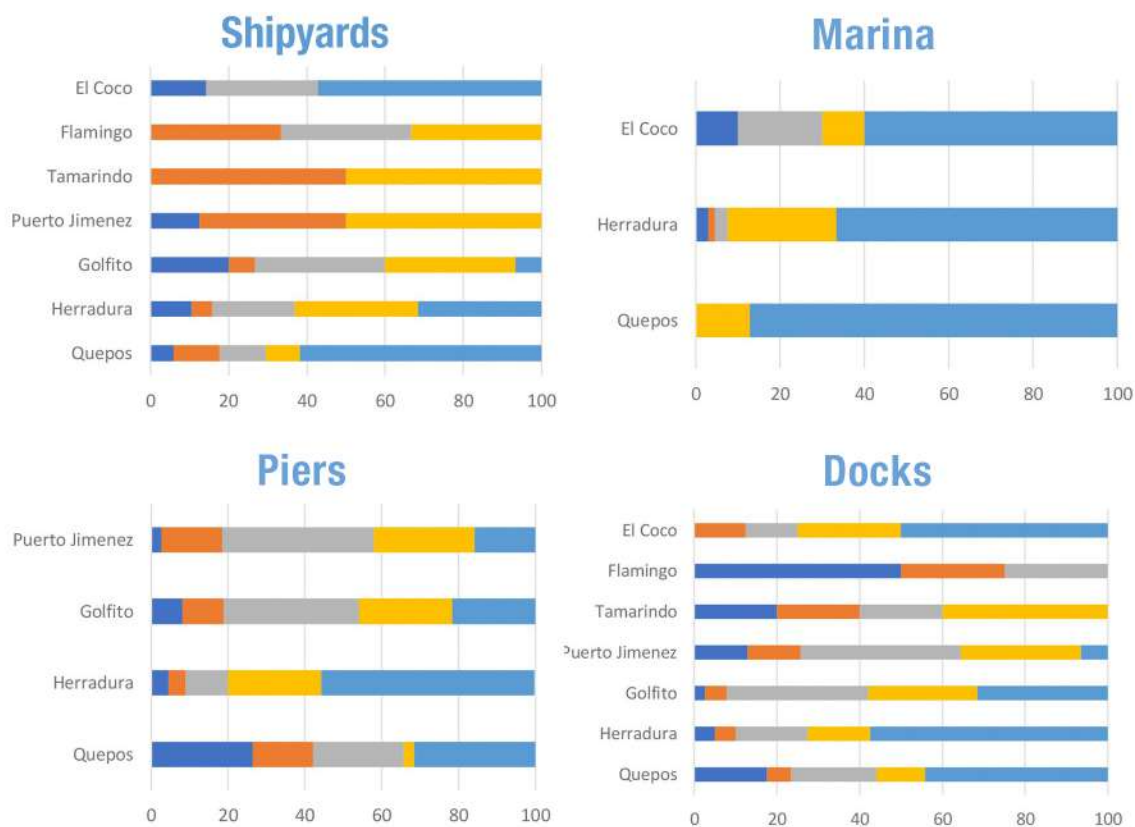 Shipyards
El Coco
Flamingo
Tamarindo
Puerto Jimenez
Golfito
Herradura
Quepos
0 20 40 60 80 100
Marina
El Coco
Herradura
Quepos
0 20 40 60 80 100
Piers
Puerto Jimenez
Golfito
Herradura
Quepos
0 20 40 60 80 100
Docks
El Coco
Flamingo
Tamarindo
Puerto Jimenez
Golfito
Herradura
Quepos
0 20 40 60 80 100